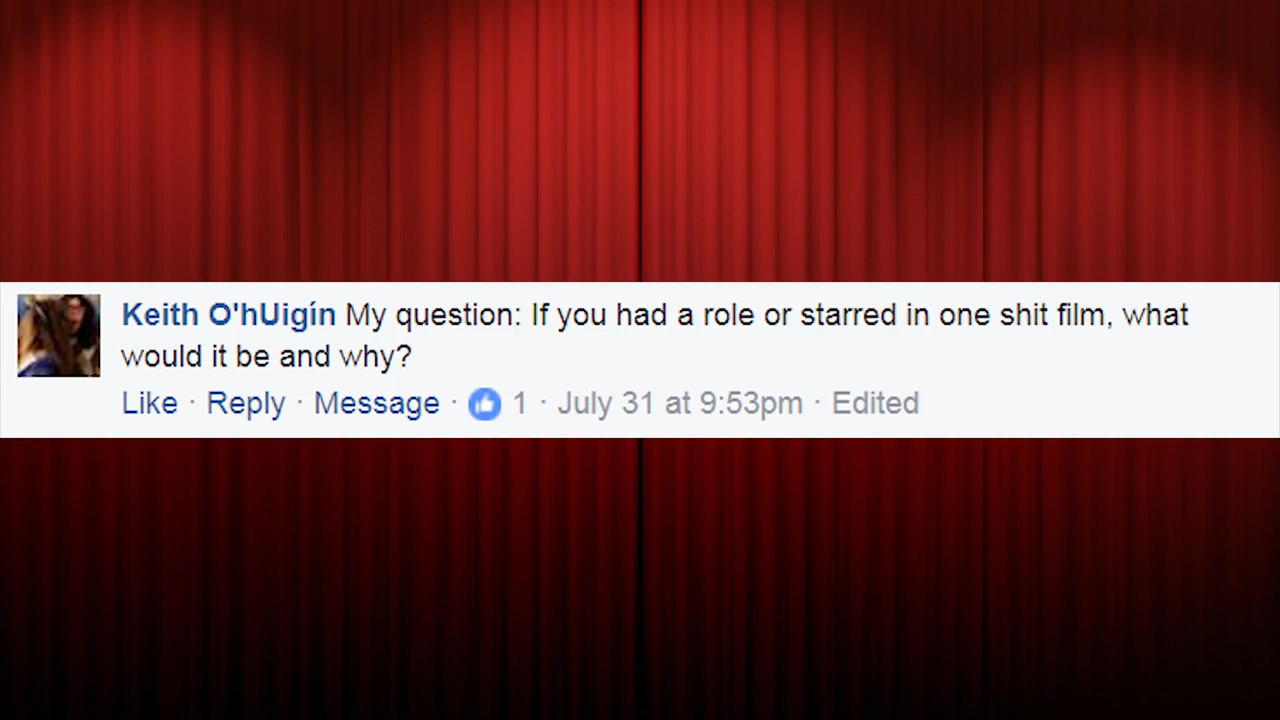 Keith O'hUigín My question: If you had a role or starred in one shit film, what
would it be and why?
Like · Reply · Message · 1 · July 31 at 9:53pm · Edited